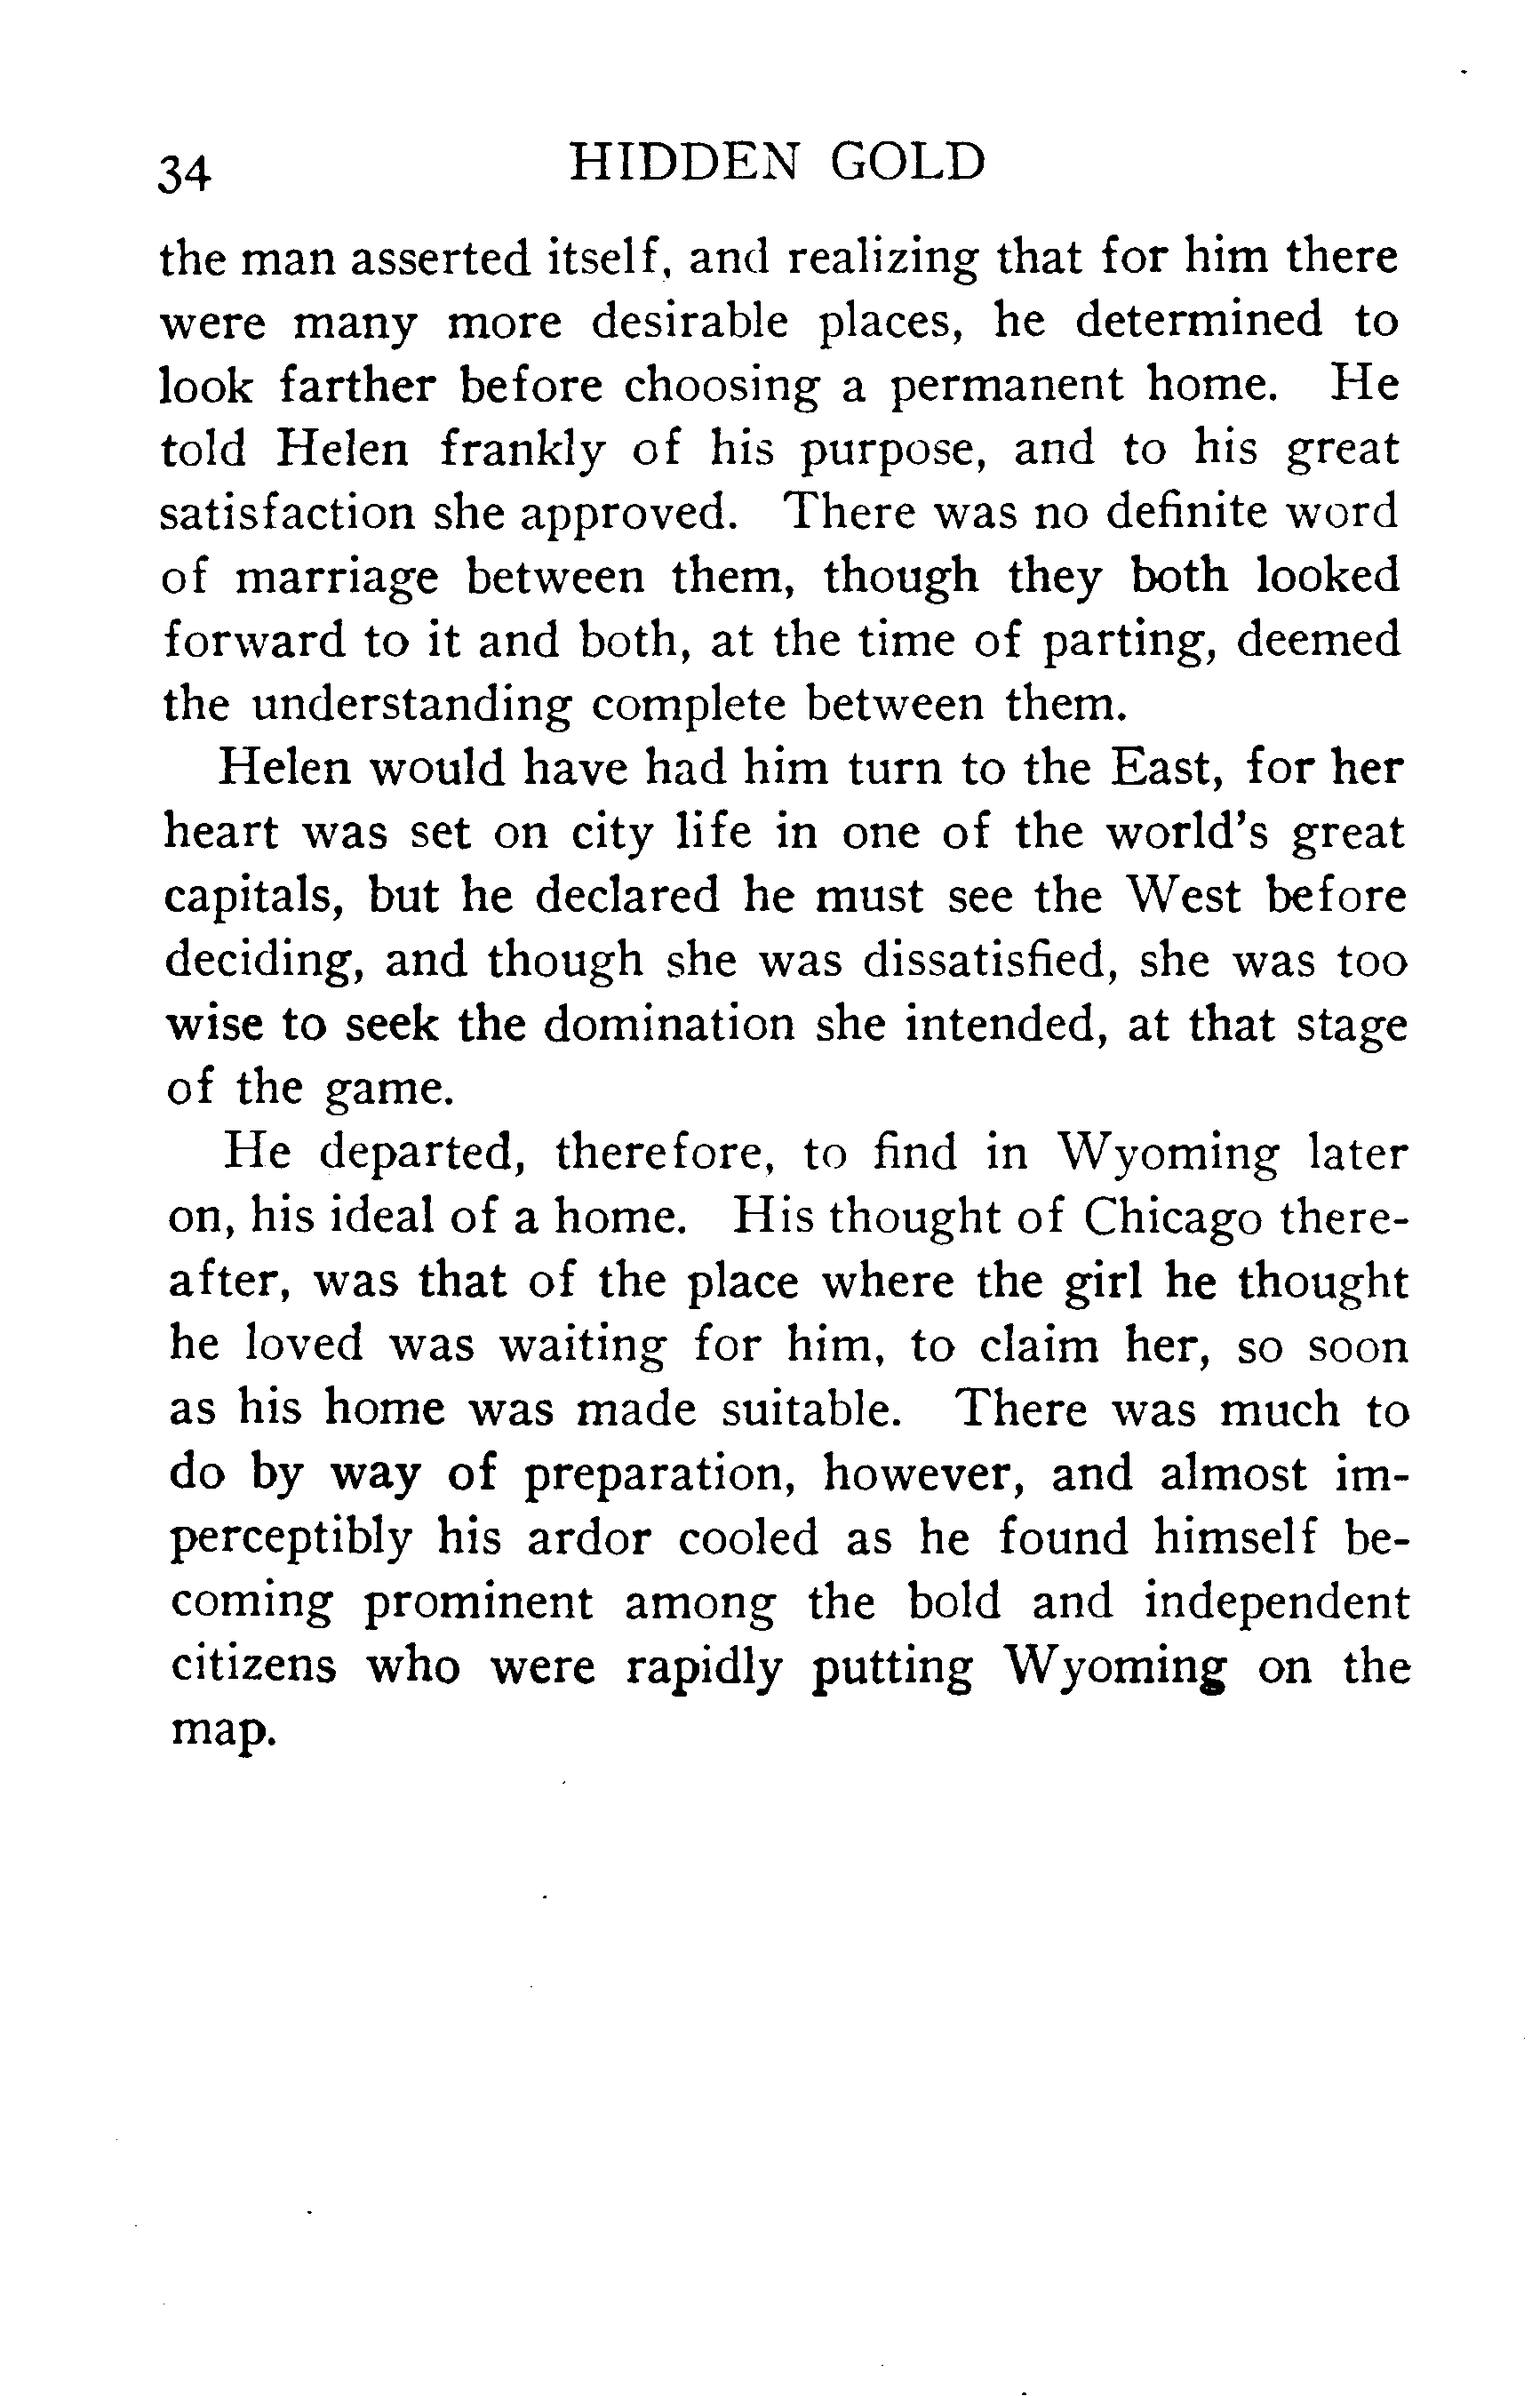 34 HIDDEN GOLD
the man asserted itself, and realizing that for him there
were many more desirable places, he determined to
look farther before choosing a permanent home. He
told Helen frankly of his purpose, and to his great
satisfaction she approved. There was no definite word
of marriage between them, though they both looked
forward to it and both, at the time of parting, deemed
the understanding complete between them.
Helen would have had him turn to the East, for her
heart was set on city life in one of the world's great
capitals, but he declared he must see the West before
deciding, and though she was dissatisfied, she was too
wise to seek the domination she intended, at that stage
of the game.
He departed, therefore, to find in Wyoming later
on, his ideal of a home. His thought of Chicago there-
after, was that of the place where the girl he thought
he loved was waiting for him, to claim her, so soon
as his home was made suitable. There was much to
do by way of preparation, however, and almost im-
perceptibly his ardor cooled as he found himself be-
coming prominent among the bold and independent
citizens who were rapidly putting Wyoming on the
map.